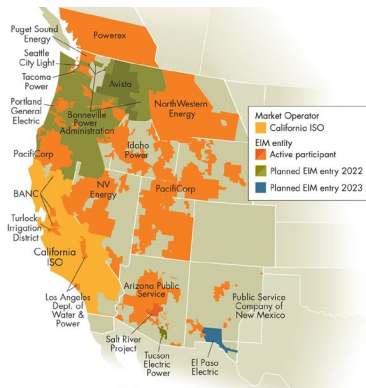 Puget Sound
Energy
Powerex
Seattle
City Light
Tacoma
Power
Avista
Portland
General
Electric
NorthWestern
Energy
Bonneville
Power
Administration
Market Operator
California ISO
EIM entity
Active participant
Planned EIM entry 2022
Planned EIM entry 2023
PacifiCorp
Idaho
Power
BANC
NV
Energy
PacifiCorp
Turlock
Irrigation
District
California
ISO
Los Angeles
Dept. of
Water &
Power
Arizona Public
Service
Public Service
Company of
New Mexico
Salt River
Project
Tucson
Electric
Power
El Paso
Electric